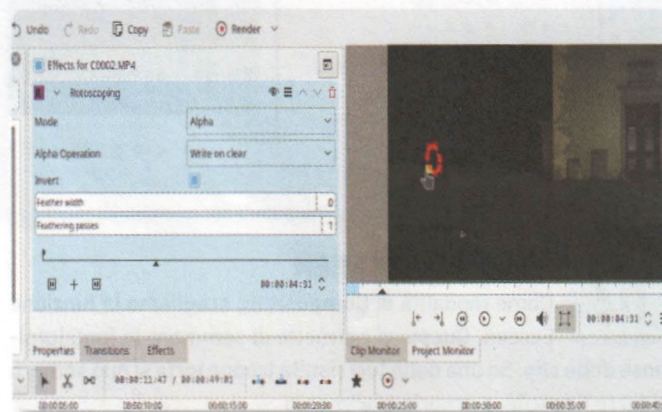 Undo Redo Copy Paste Render
Effects for C0002.MP4
Rotoscoping
Mode Alpha
Alpha Operation Write on clear
Invert
Feather width 0
Feathering passes 1
00:00:04:31
00:00:04:31
Properties Transitions Effects
Clip Monitor Project Monitor
00:00:11:47 / 00:00:49:01
00:00:05:00 00:00:10:00 00:00:15:00 00:00:20:00 00:00:25:00 00:00:30:00 00:00:35:00